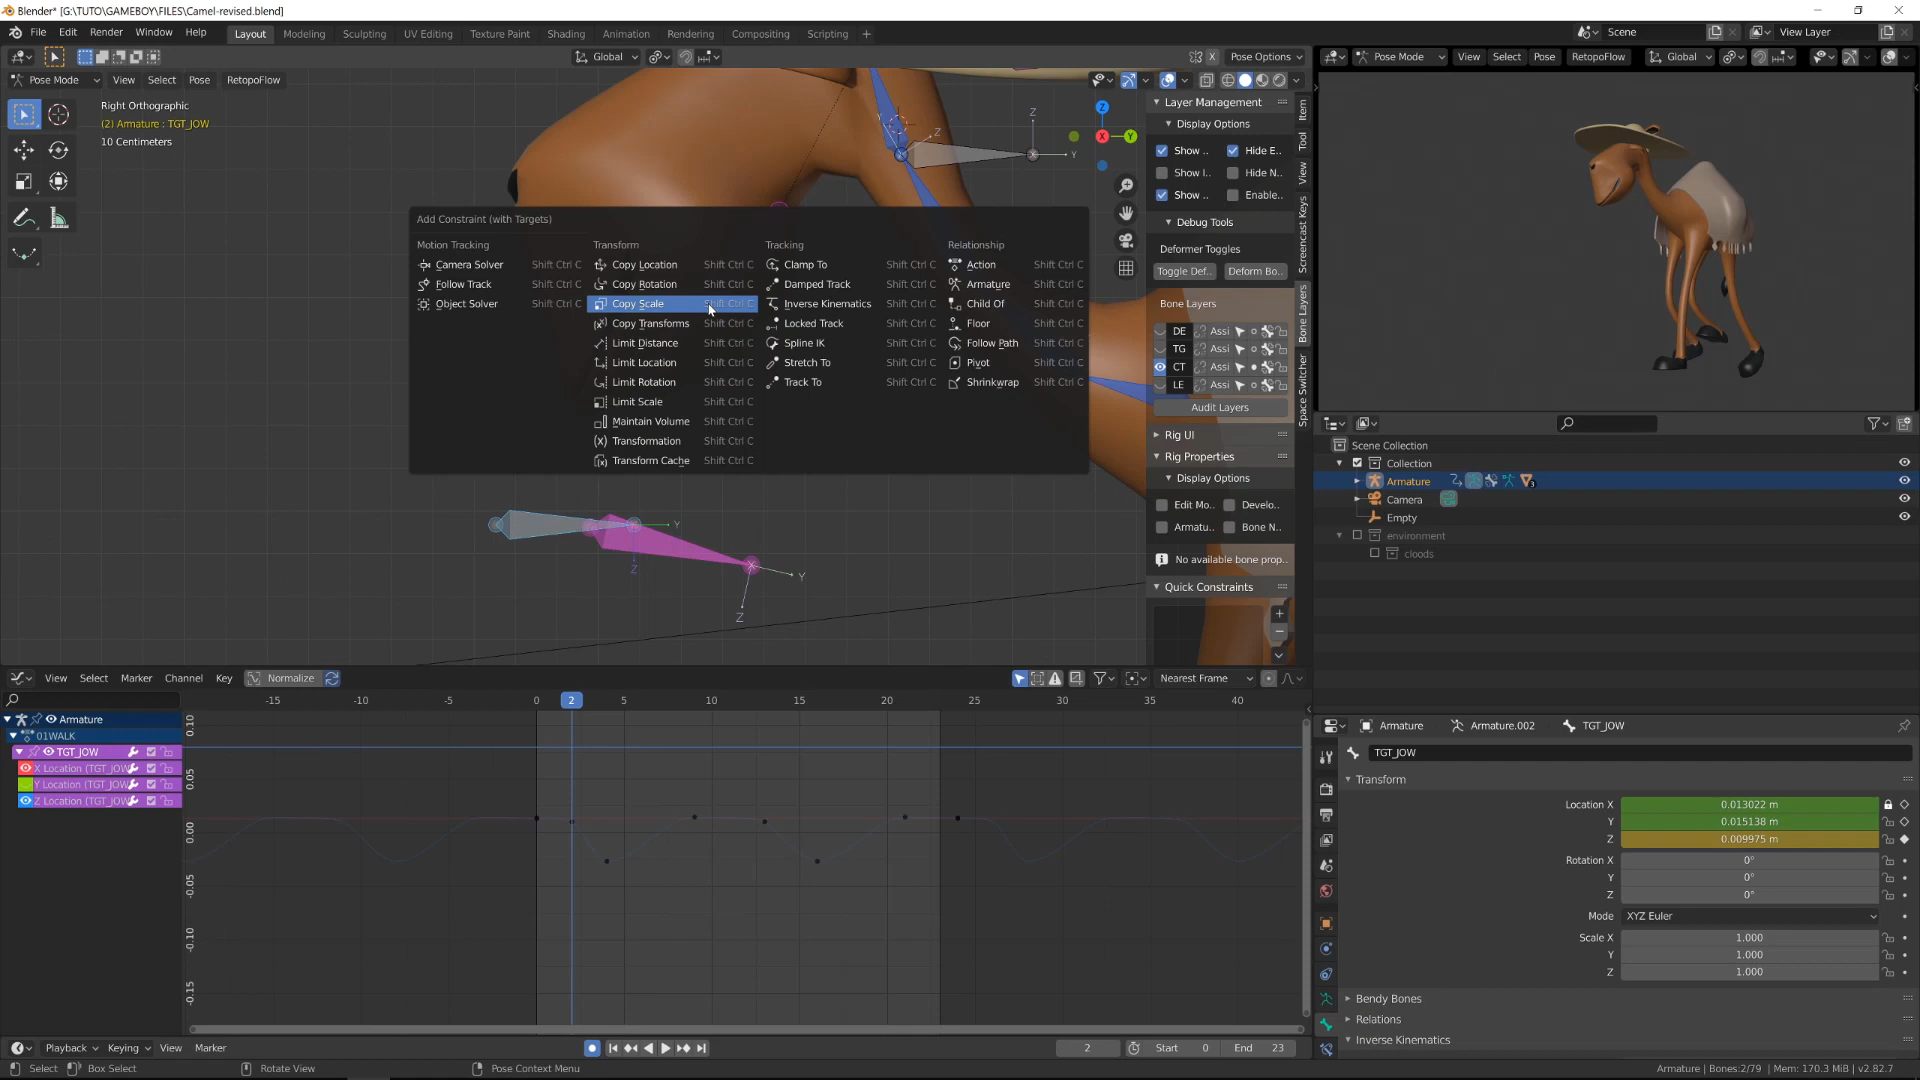 Blender* [G:\TUTO\GAMEBOY\FILES\Camel-revised.blend]
File Edit Render Window Help Layout Modeling Sculpting UV Editing Texture Paint Shading Animation Rendering Compositing Scripting + Scene View Layer
Global Pose Options
Pose Mode View Select Pose RetopoFlow Global
Pose Mode View Select Pose RetopoFlow
Right Orthographic
(2) Armature : TGT_JOW
10 Centimeters
Z
Y
X
Y
Z
Y
Z
Layer Management
Display Options
Show .. Hide E..
Show I.. Hide N..
Show .. Enable..
Debug Tools
Deformer Toggles
Toggle Def.. Deform Bo..
Bone Layers
DE Assi
TG Assi
CT Assi
LE Assi
Audit Layers
Rig UI
Rig Properties
Display Options
Edit Mo.. Develo..
Armatu.. Bone N..
No available bone prop..
Quick Constraints
Item
Tool
View
Screencast Keys
Bone Layers
Space Switcher
Add Constraint (with Targets)
Motion Tracking Transform Tracking Relationship
Camera Solver Shift Ctrl C Copy Location Shift Ctrl C Clamp To Shift Ctrl C Action Shift Ctrl C
Follow Track Shift Ctrl C Copy Rotation Shift Ctrl C Damped Track Shift Ctrl C Armature Shift Ctrl C
Object Solver Shift Ctrl C Copy Scale Shift Ctrl C Inverse Kinematics Shift Ctrl C Child Of Shift Ctrl C
Copy Transforms Shift Ctrl C Locked Track Shift Ctrl C Floor Shift Ctrl C
Limit Distance Shift Ctrl C Spline IK Shift Ctrl C Follow Path Shift Ctrl C
Limit Location Shift Ctrl C Stretch To Shift Ctrl C Pivot Shift Ctrl C
Limit Rotation Shift Ctrl C Track To Shift Ctrl C Shrinkwrap Shift Ctrl C
Limit Scale Shift Ctrl C
Maintain Volume Shift Ctrl C
Transformation Shift Ctrl C
Transform Cache Shift Ctrl C
Y
Z
Y
Z
Scene Collection
Collection
Armature
3
Camera
Empty
environment
clouds
View Select Marker Channel Key Normalize Nearest Frame
-15 -10 -5 0 2 5 10 15 20 25 30 35 40
Armature
01WALK
TGT_JOW
X Location (TGT_JOW
Y Location (TGT_JOW
Z Location (TGT_JOW
0.10
0.05
0.00
-0.05
-0.10
-0.15
Armature Armature.002 TGT_JOW
TGT_JOW
Transform
Location X 0.013022 m
Y 0.015138 m
Z 0.009975 m
Rotation X 0°
Y 0°
Z 0°
Mode XYZ Euler
Scale X 1.000
Y 1.000
Z 1.000
Bendy Bones
Relations
Inverse Kinematics
Playback Keying View Marker 2 Start 0 End 23
Select Box Select Rotate View Pose Context Menu Armature | Bones:2/79 | Mem: 170.3 MiB | v2.82.7